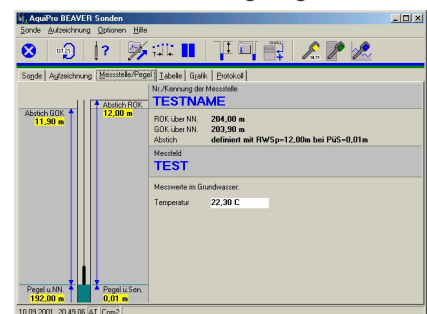 AquiPro BEAVER Sonden
Sonde Aufzeichnung Optionen Hilfe
Sonde Aufzeichnung Messstelle/Pegel Tabelle Grafik Protokoll
Nr./Kennung der Messstelle
TESTNAME
Abstich ROK
12,00 m
Abstich GOK
11,90 m
ROK über NN. 204,00 m
GOK über NN. 203,90 m
Abstich definiert mit RWSp=12,00m bei PüS=0,01m
Messfeld
TEST
Messwerte im Grundwasser:
Temperatur 22,30 C
Pegel ü.NN. Pegel ü.Sen.
192,00 m 0,01 m
10.09.2001 20.49.06 AT Com2